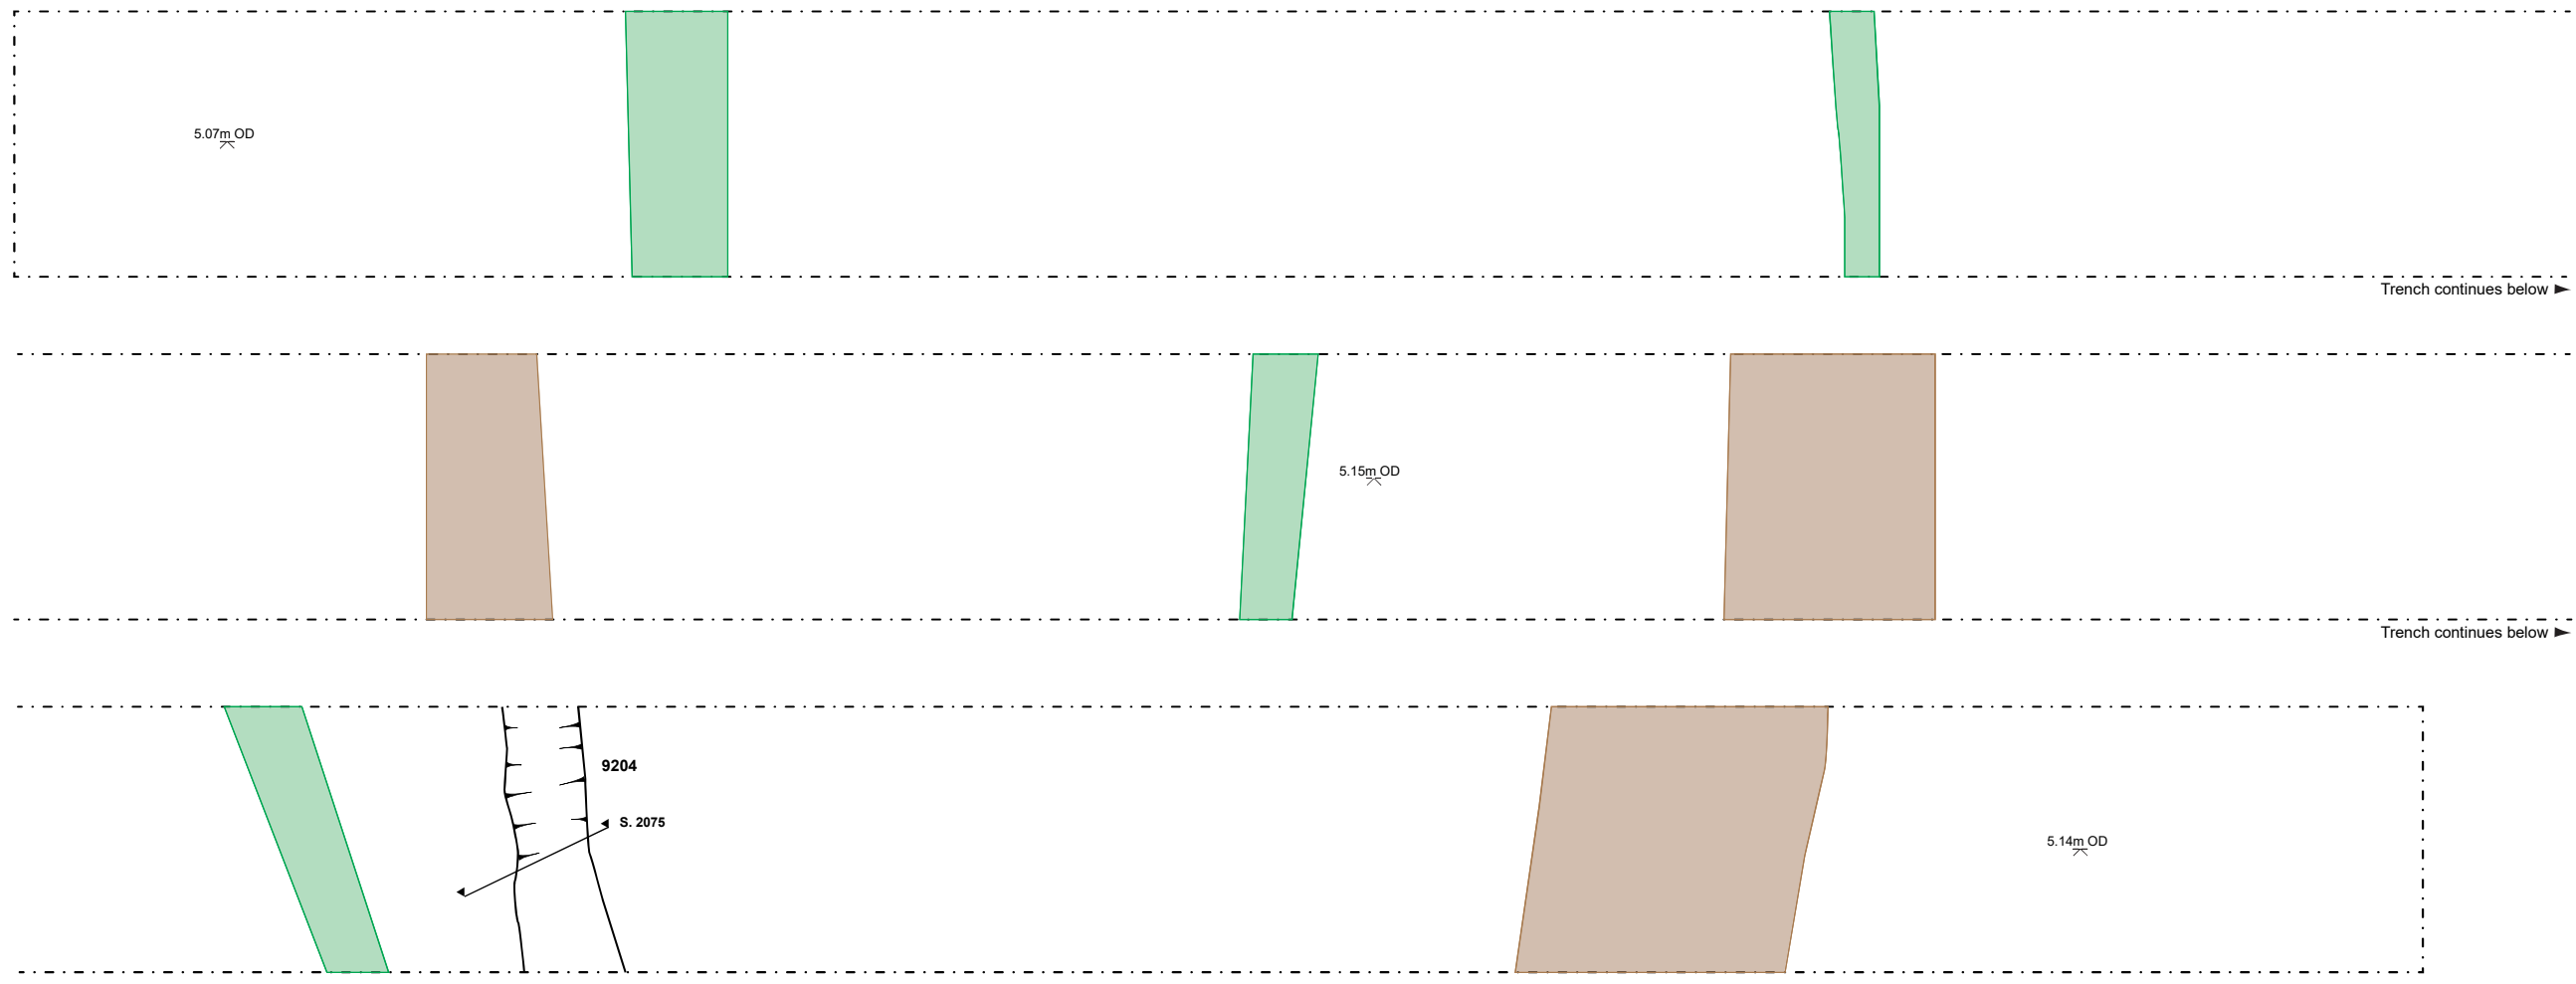 5.07m OD
Trench continues below
5.15m OD
Trench continues below
9204
S. 2075
5.14m OD